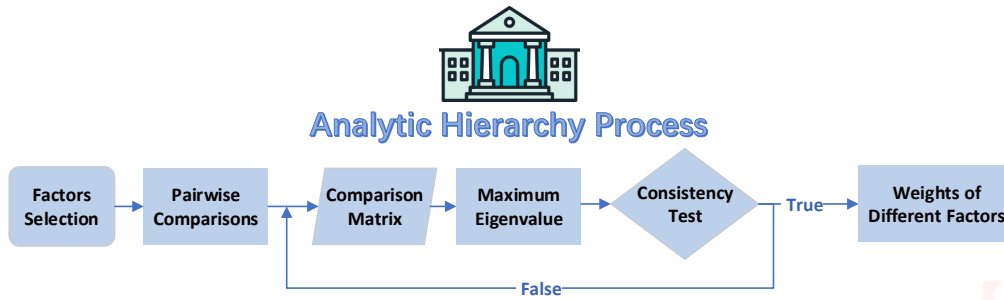 Analytic Hierarchy Process
Factors
Selection
Pairwise
Comparisons
Comparison
Matrix
Maximum
Eigenvalue
Consistency
Test
True
Weights of
Different Factors
False